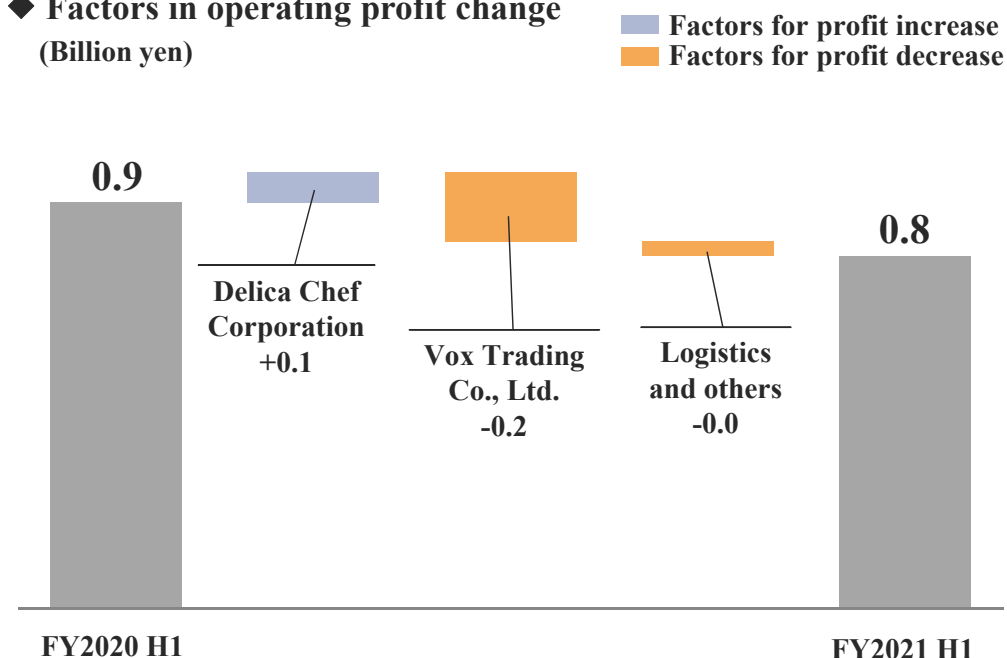 ◆ Factors in operating profit change
(Billion yen)
Factors for profit increase
Factors for profit decrease
0.9
Delica Chef
Corporation
+0.1
Vox Trading
Co., Ltd.
-0.2
Logistics
and others
-0.0
0.8
FY2020 H1
FY2021 H1